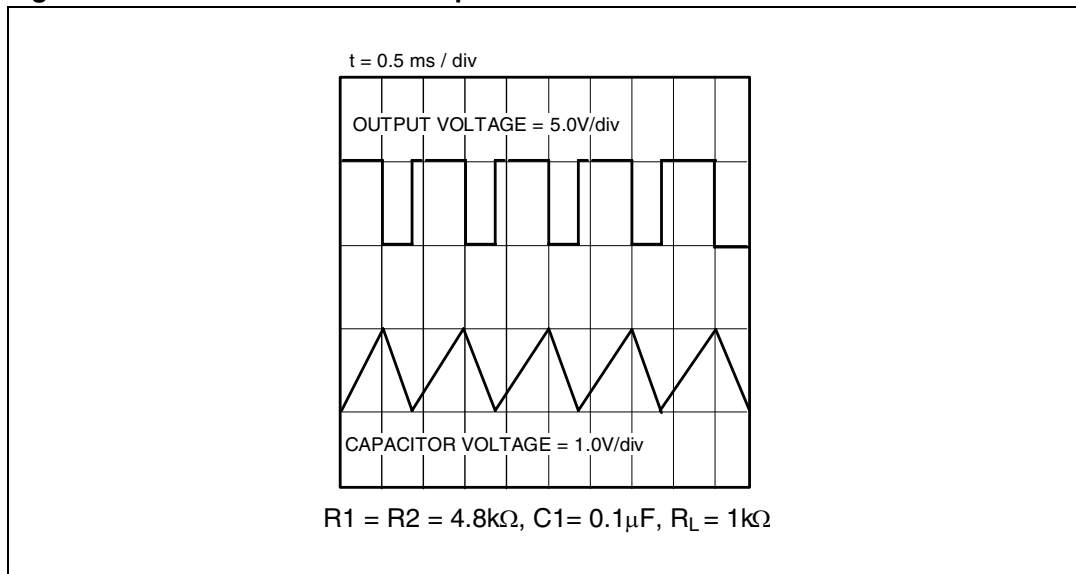 t = 0.5 ms / div
OUTPUT VOLTAGE = 5.0V/div
CAPACITOR VOLTAGE = 1.0V/div
R1 = R2 = 4.8kΩ, C1= 0.1μF, RL = 1kΩ